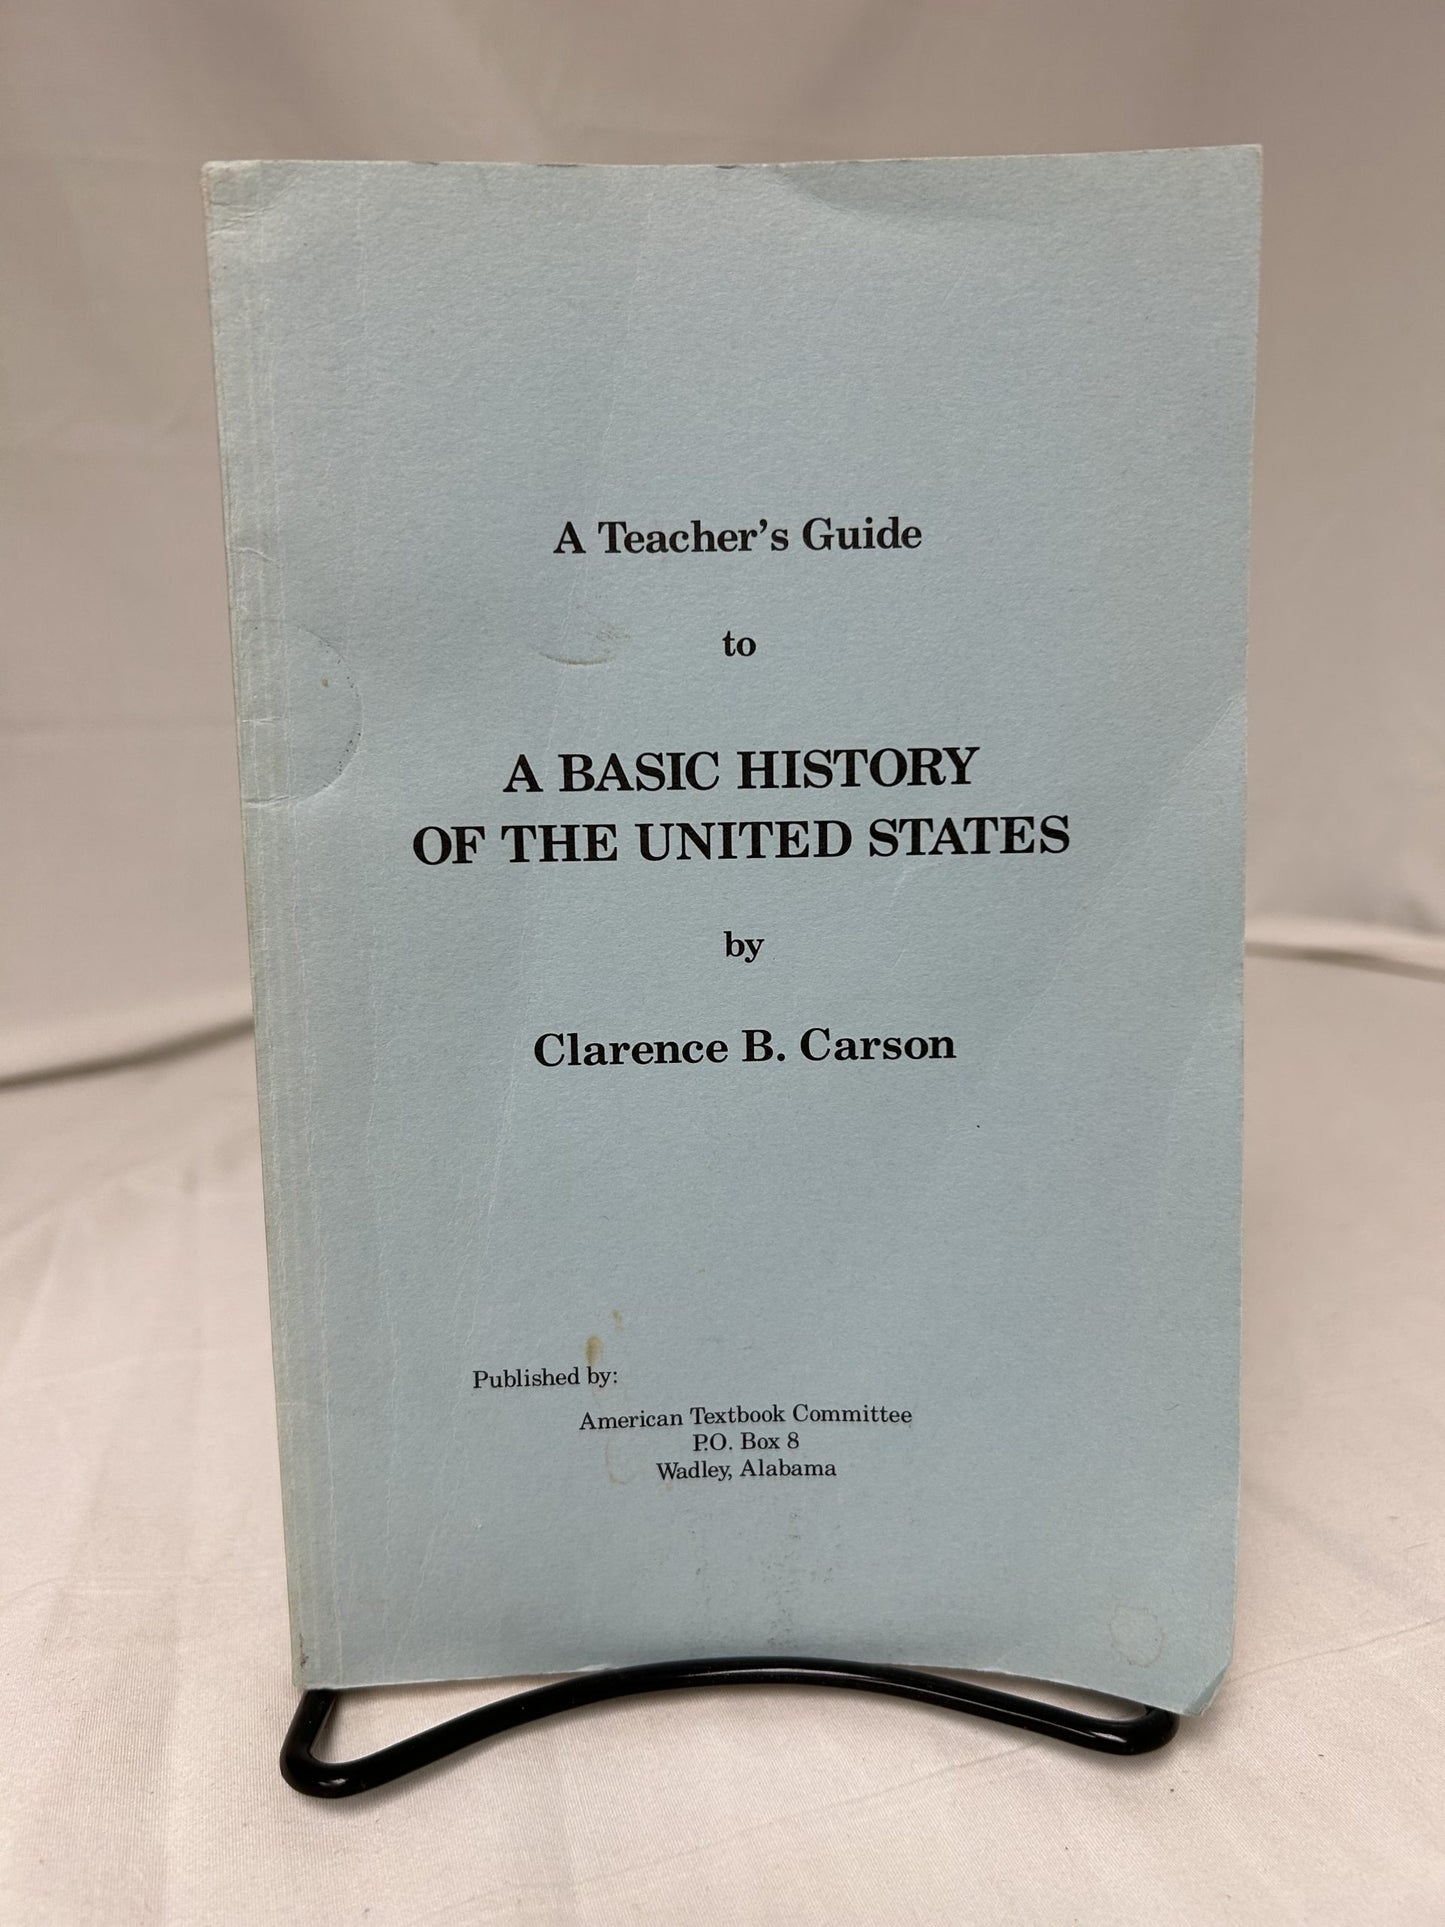 A Teacher's Guide
to
A BASIC HISTORY
OF THE UNITED STATES
by
Clarence B. Carson
Published by:
American Textbook Committee
P.O. Box 8
Wadley, Alabama